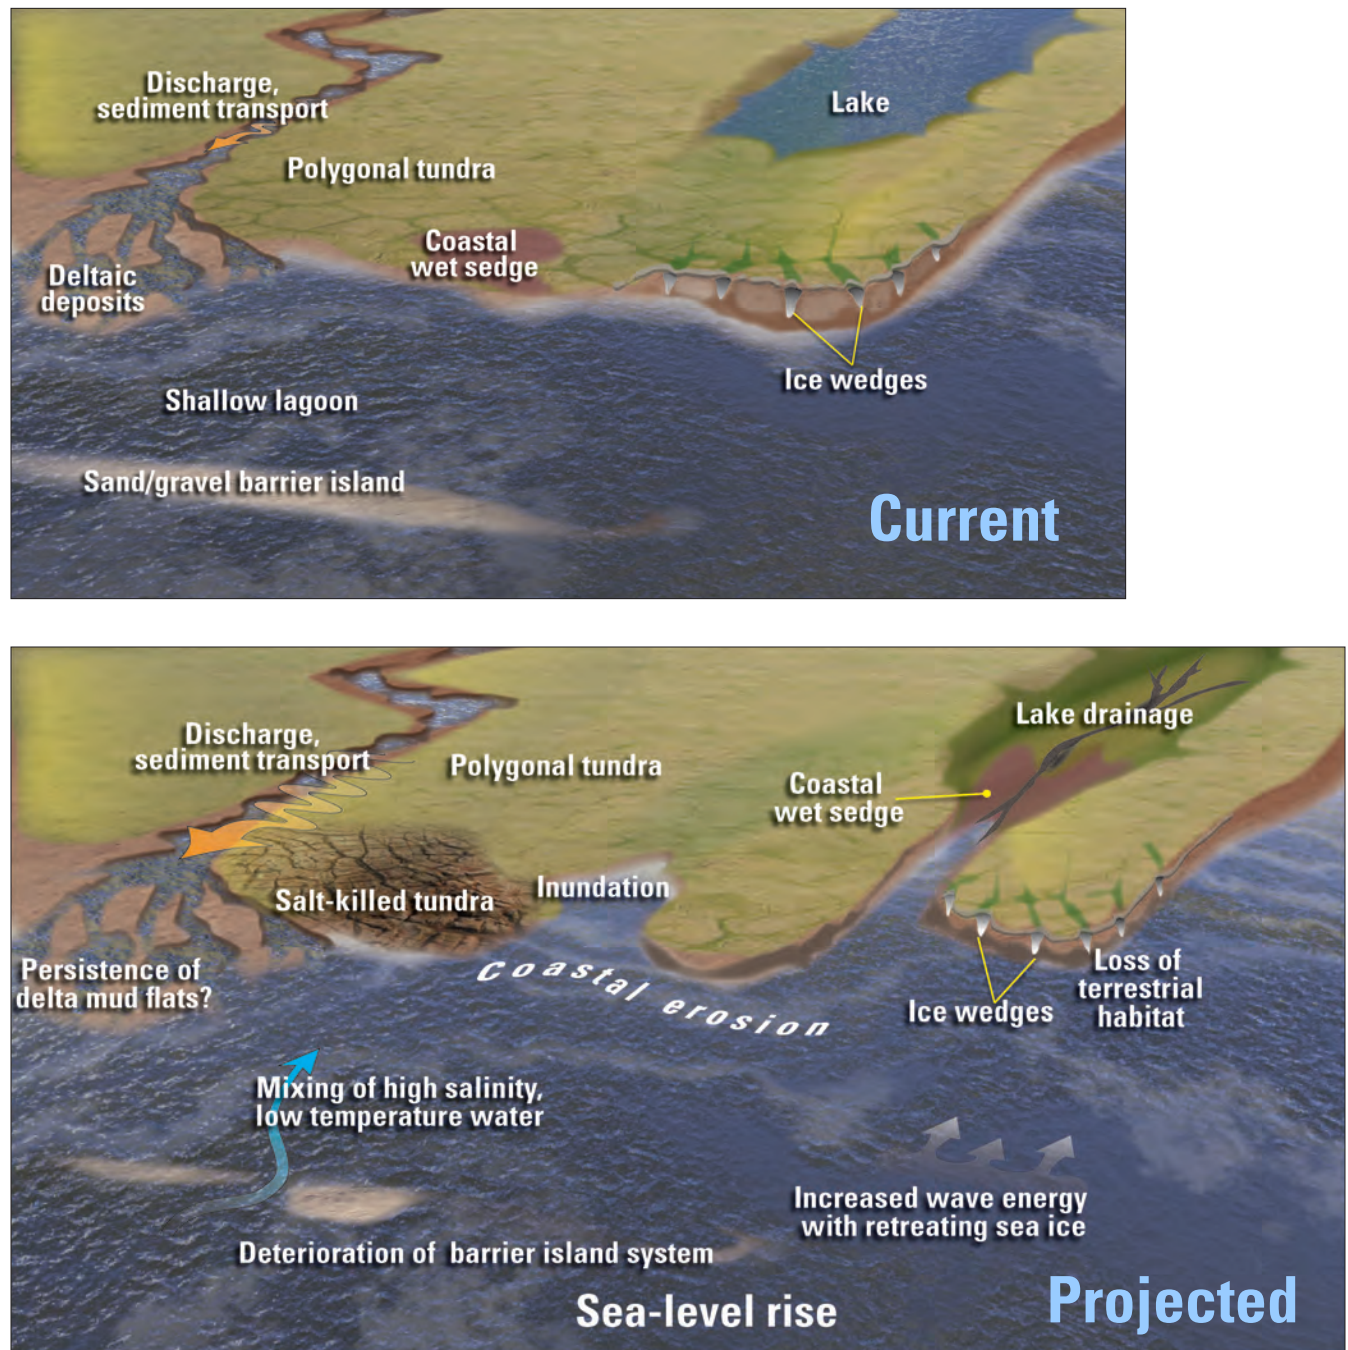 Discharge,
sediment transport
Lake
Polygonal tundra
Coastal
wet sedge
Deltaic
deposits
Ice wedges
Shallow lagoon
Sand/gravel barrier island
Current
Lake drainage
Discharge,
sediment transport
Polygonal tundra
Coastal
wet sedge
Inundation
Salt-killed tundra
Persistence of
delta mud flats?
Coastal erosion
Loss of
terrestrial
habitat
Ice wedges
Mixing of high salinity,
low temperature water
Increased wave energy
with retreating sea ice
Deterioration of barrier island system
Sea-level rise
Projected